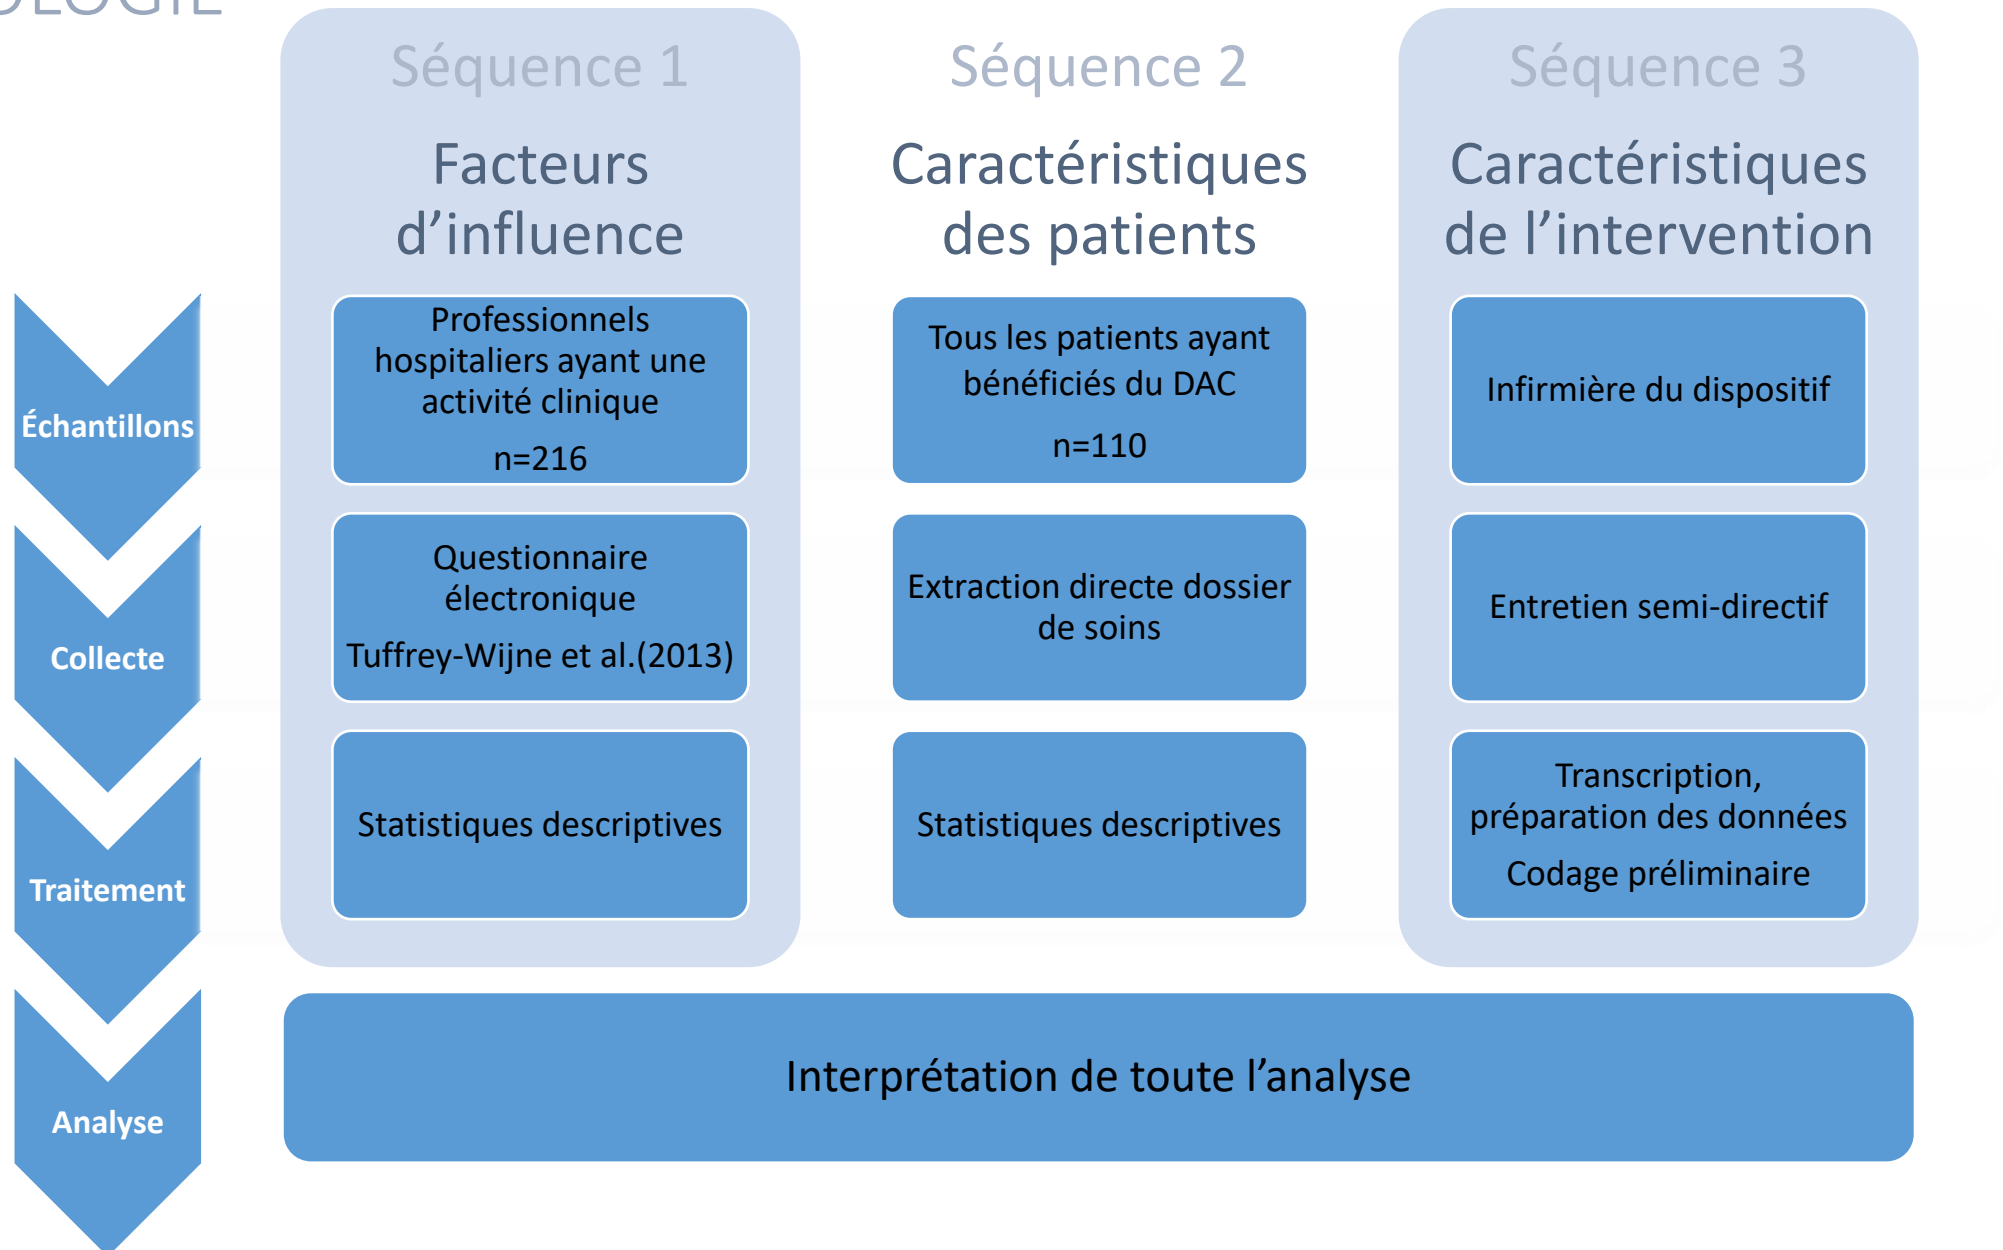 Séquence 1
Facteurs
d’influence
Séquence 2
Caractéristiques
des patients
Séquence 3
Caractéristiques
de l’intervention
Échantillons
Professionnels
hospitaliers ayant une
activité clinique
n=216
Tous les patients ayant
bénéficiés du DAC
n=110
Infirmière du dispositif
Collecte
Questionnaire
électronique
Tuffrey-Wijne et al.(2013)
Extraction directe dossier
de soins
Entretien semi-directif
Traitement
Statistiques descriptives
Statistiques descriptives
Transcription,
préparation des données
Codage préliminaire
Analyse
Interprétation de toute l’analyse